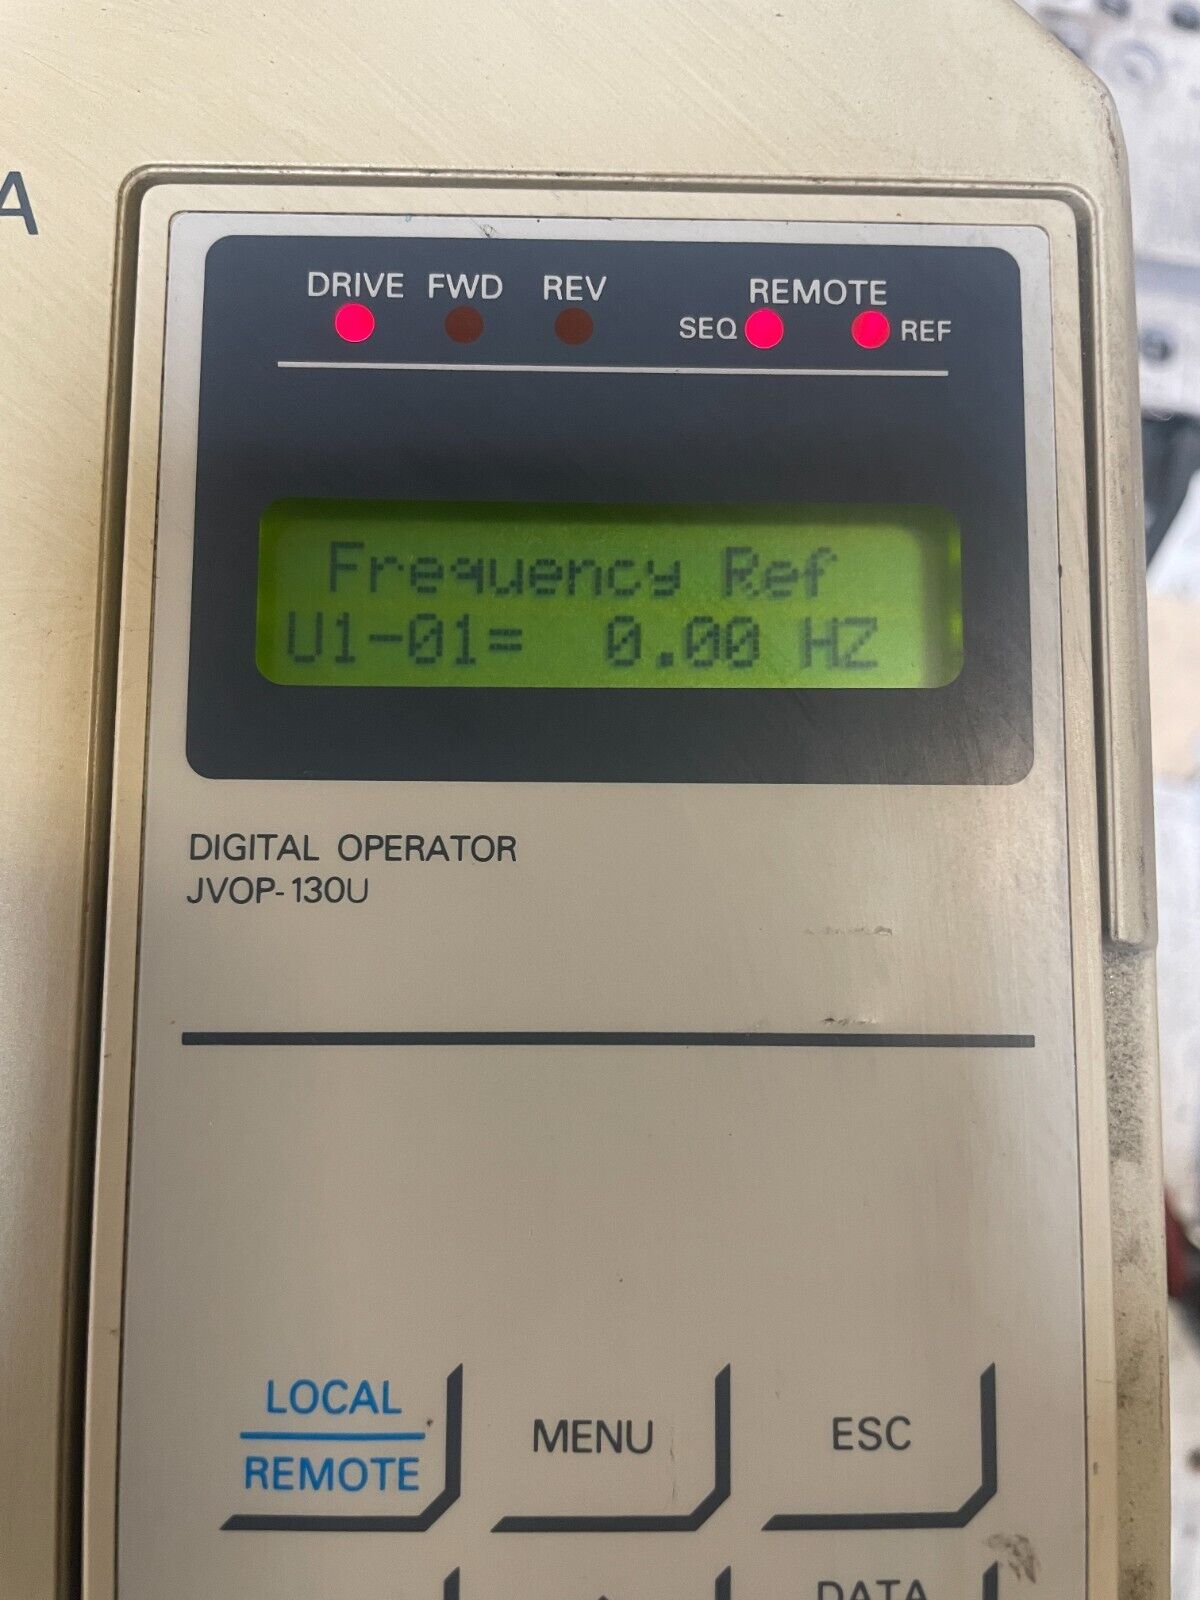 A
DRIVE FWD REV REMOTE
SEQ REF
Frequency Ref
U1-01= 0.00 HZ
DIGITAL OPERATOR
JVOP-130U
LOCAL
REMOTE
MENU
ESC
DATA